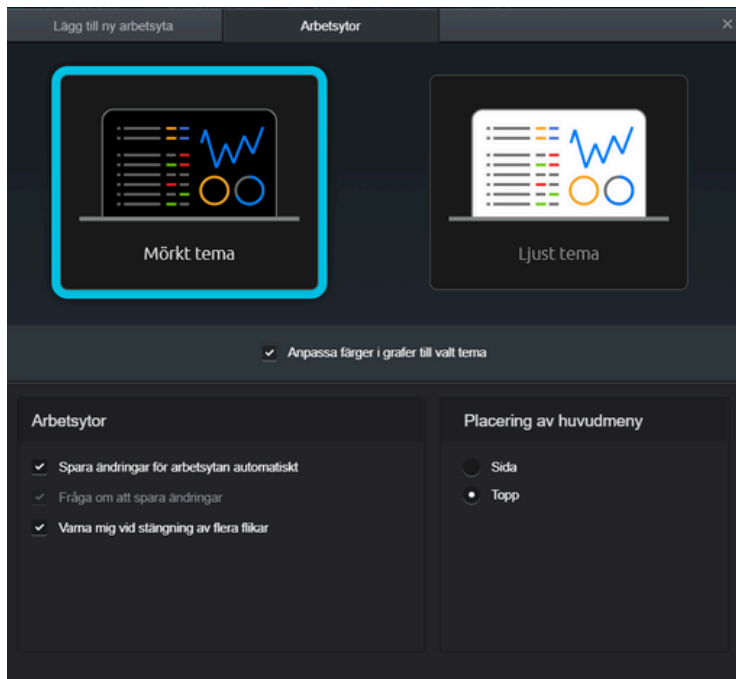 Lägg till ny arbetsyta
Arbetsytor
Mörkt tema
Ljust tema
Anpassa färger i grafer till valt tema
Arbetsytor
Spara ändringar för arbetsytan automatiskt
Fråga om att spara ändringar
Varna mig vid stängning av flera flikar
Placering av huvudmeny
Sida
Topp